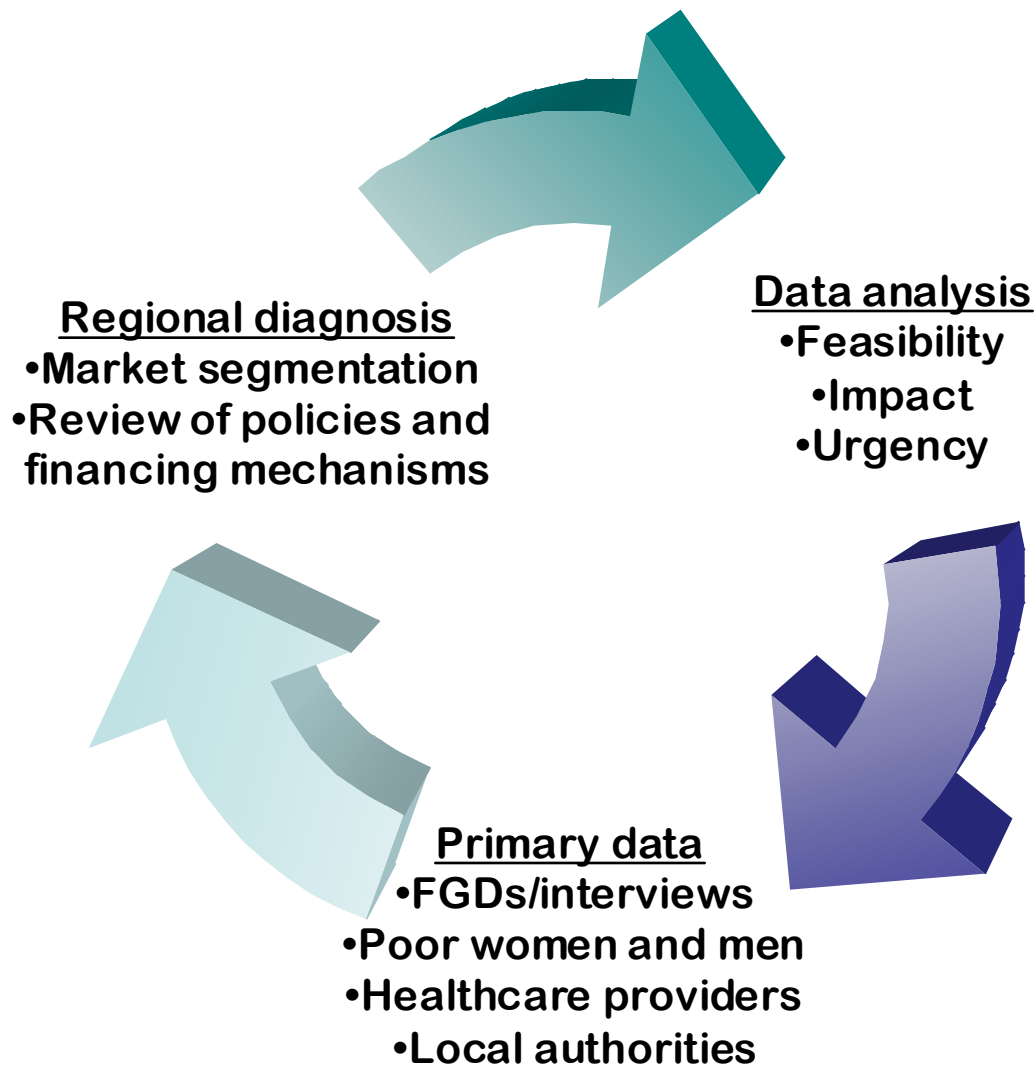 Regional diagnosis
•Market segmentation
•Review of policies and
financing mechanisms
Data analysis
•Feasibility
•Impact
•Urgency
Primary data
•FGDs/interviews
•Poor women and men
•Healthcare providers
•Local authorities